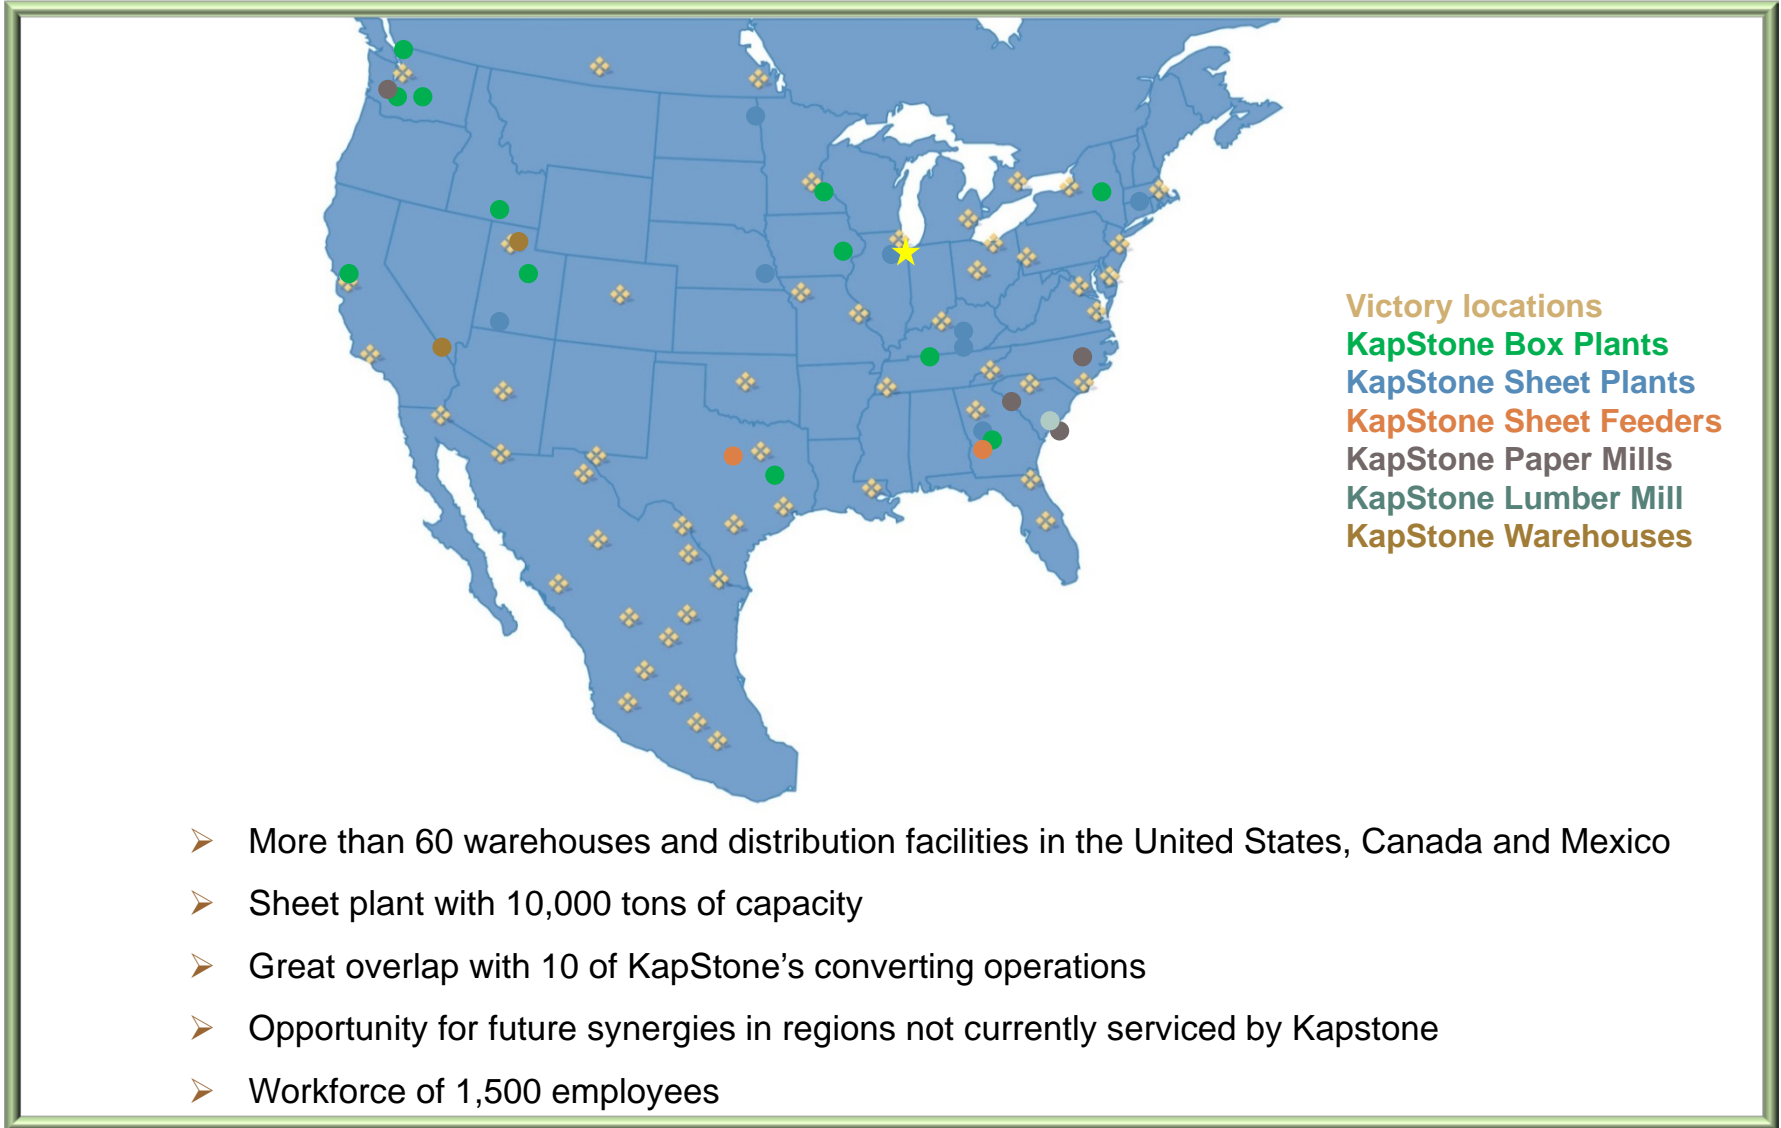 Victory locations
KapStone Box Plants
KapStone Sheet Plants
KapStone Sheet Feeders
KapStone Paper Mills
KapStone Lumber Mill
KapStone Warehouses
More than 60 warehouses and distribution facilities in the United States, Canada and Mexico
Sheet plant with 10,000 tons of capacity
Great overlap with 10 of KapStone’s converting operations
Opportunity for future synergies in regions not currently serviced by Kapstone
Workforce of 1,500 employees